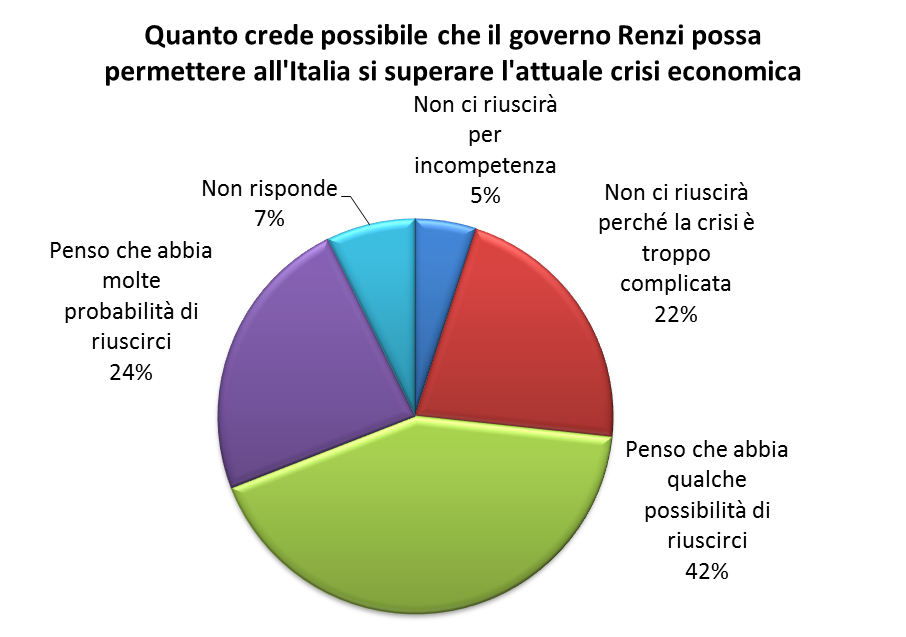 Quanto crede possibile che il governo Renzi possa
permettere all'Italia si superare l'attuale crisi economica
Non ci riuscirà
per
incompetenza
5%
Non ci riuscirà
perché la crisi è
troppo
complicata
22%
Penso che abbia
qualche
possibilità di
riuscirci
42%
Penso che abbia
molte
probabilità di
riuscirci
24%
Non risponde
7%